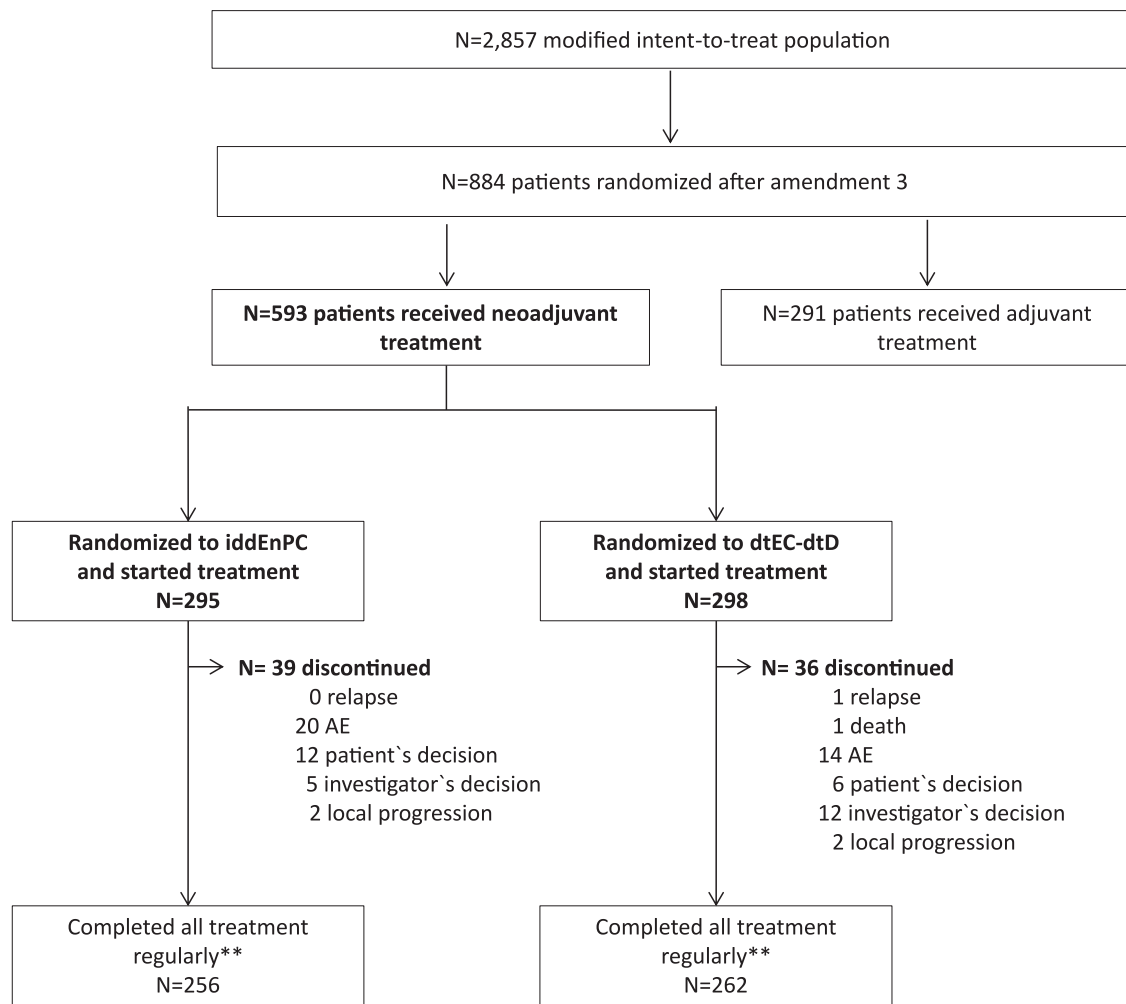 N=2,857 modified intent-to-treat population
N=884 patients randomized after amendment 3
N=593 patients received neoadjuvant
treatment
N=291 patients received adjuvant
treatment
Randomized to iddEnPC
and started treatment
N=295
Randomized to dtEC-dtD
and started treatment
N=298
N= 39 discontinued
0 relapse
20 AE
12 patient`s decision
5 investigator`s decision
2 local progression
N= 36 discontinued
1 relapse
1 death
14 AE
6 patient`s decision
12 investigator`s decision
2 local progression
Completed all treatment
regularly**
N=256
Completed all treatment
regularly**
N=262